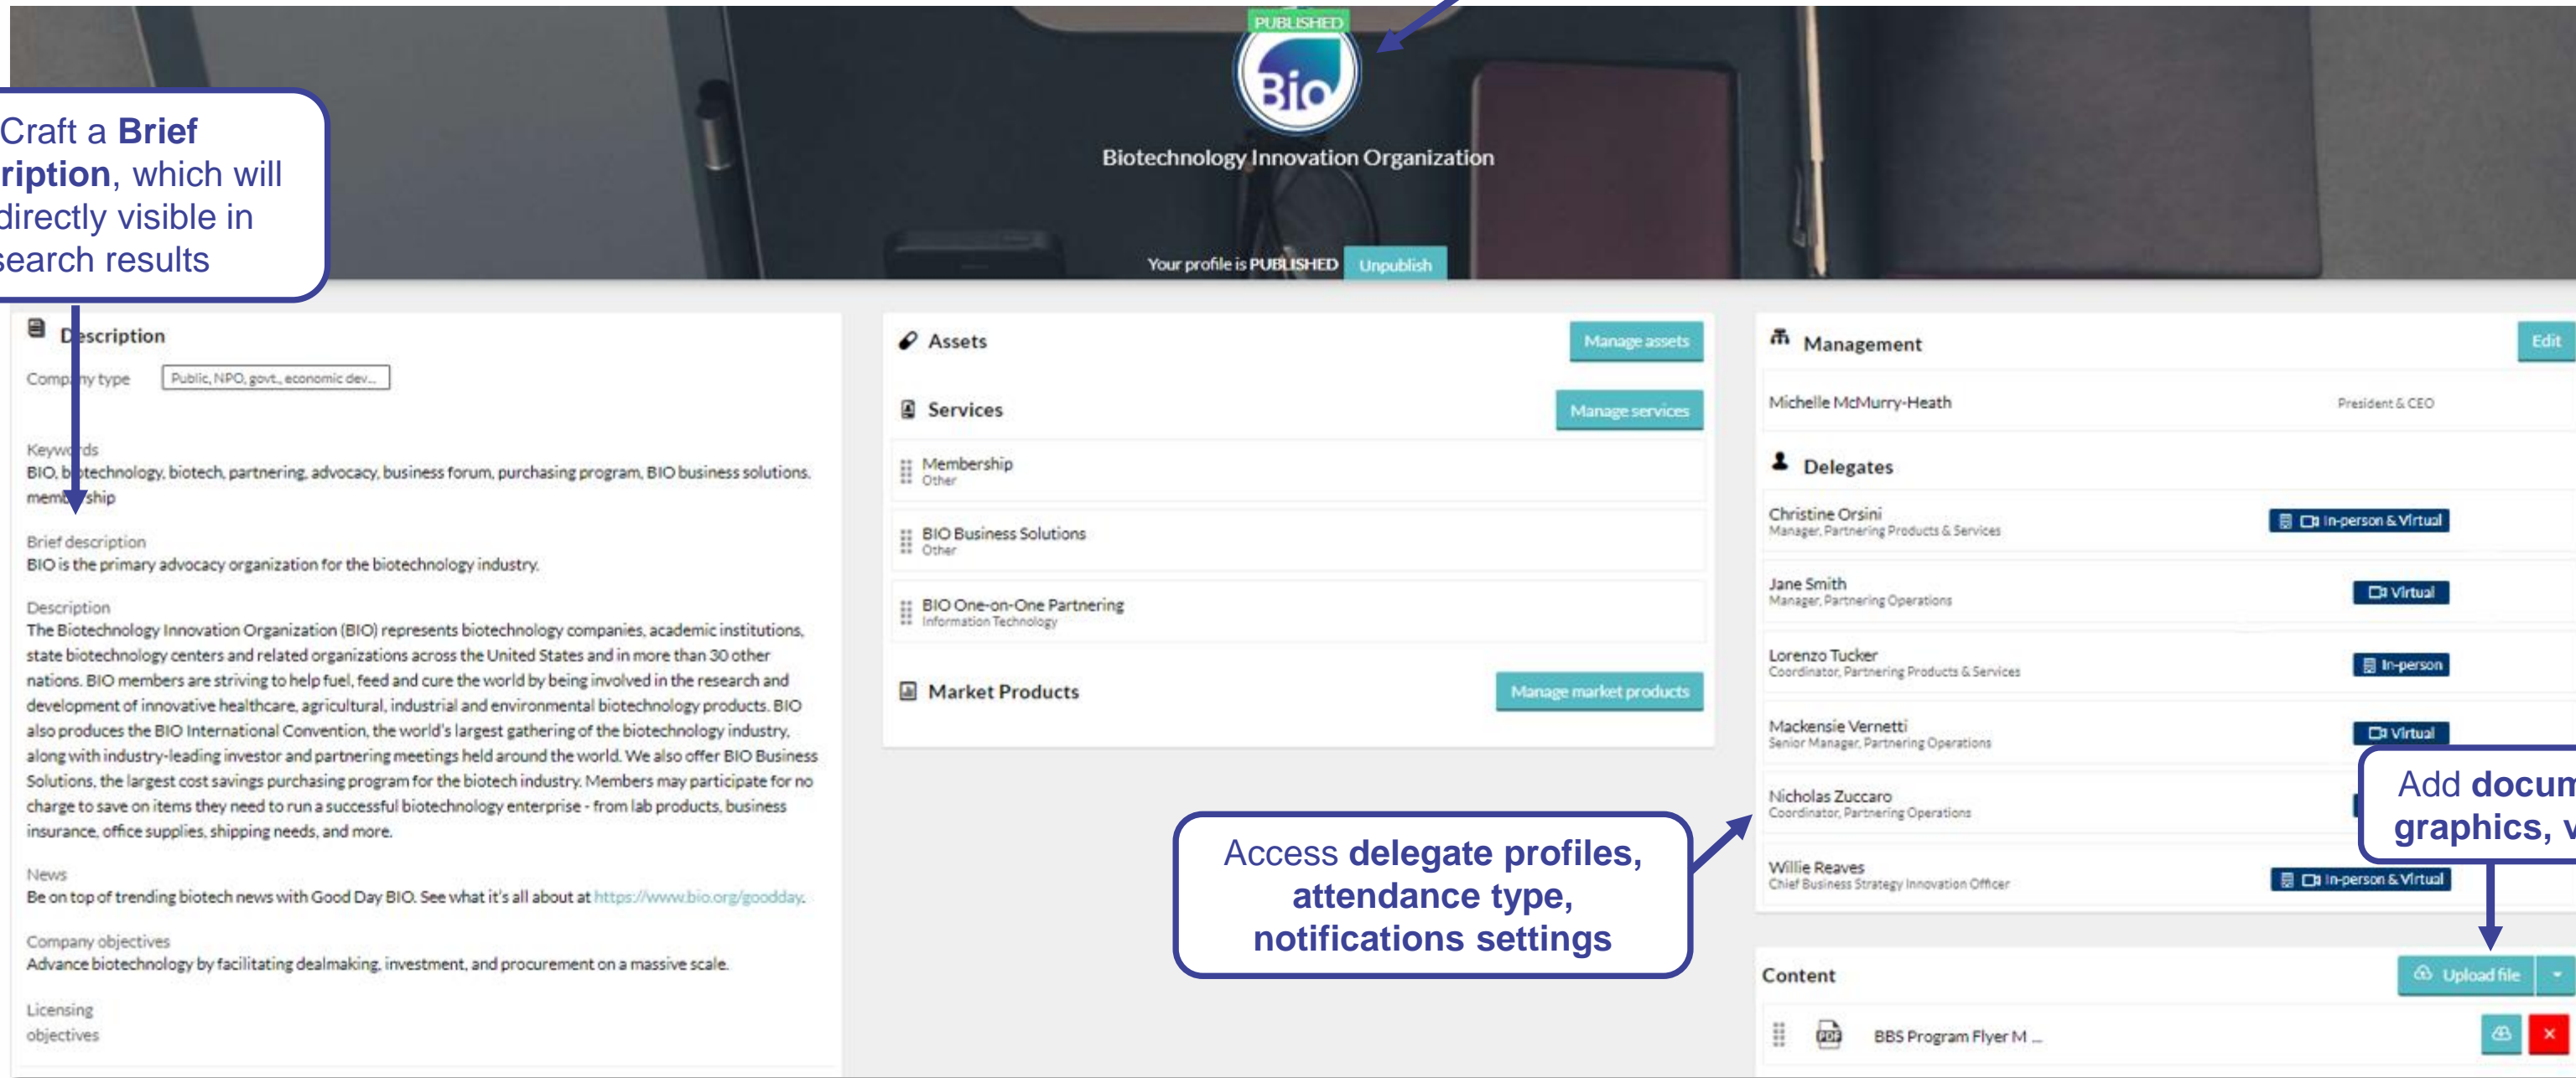 PUBLISHED
Bio
Biotechnology Innovation Organization
Your profile is PUBLISHED Unpublish
Craft a Brief
ription, which will
directly visible in
search results
Description
Company type Public, NPO, govt., economic dev...
Keywords
BIO, biotechnology, biotech, partnering, advocacy, business forum, purchasing program, BIO business solutions.
membership
Brief description
BIO is the primary advocacy organization for the biotechnology industry.
Description
The Biotechnology Innovation Organization (BIO) represents biotechnology companies, academic institutions,
state biotechnology centers and related organizations across the United States and in more than 30 other
nations. BIO members are striving to help fuel, feed and cure the world by being involved in the research and
development of innovative healthcare, agricultural, industrial and environmental biotechnology products. BIO
also produces the BIO International Convention, the world's largest gathering of the biotechnology industry,
along with industry-leading investor and partnering meetings held around the world. We also offer BIO Business
Solutions, the largest cost savings purchasing program for the biotech industry. Members may participate for no
charge to save on items they need to run a successful biotechnology enterprise - from lab products, business
insurance, office supplies, shipping needs, and more.
News
Be on top of trending biotech news with Good Day BIO. See what it's all about at https://www.bio.org/goodday.
Company objectives
Advance biotechnology by facilitating dealmaking, investment, and procurement on a massive scale.
Licensing
objectives
Assets Manage assets
Services Manage services
Membership
Other
BIO Business Solutions
Other
BIO One-on-One Partnering
Information Technology
Market Products Manage market products
Access delegate profiles,
attendance type,
notifications settings
Management Edit
Michelle McMurry-Heath President & CEO
Delegates
Christine Orsini
Manager, Partnering Products & Services
In-person & Virtual
Jane Smith
Manager, Partnering Operations
Virtual
Lorenzo Tucker
Coordinator, Partnering Products & Services
In-person
Mackensie Vernetti
Senior Manager, Partnering Operations
Virtual
Nicholas Zuccaro
Coordinator, Partnering Operations
Add docum
graphics, v
Willie Reaves
Chief Business Strategy Innovation Officer
In-person & Virtual
Content Upload file
PDF BBS Program Flyer M ...